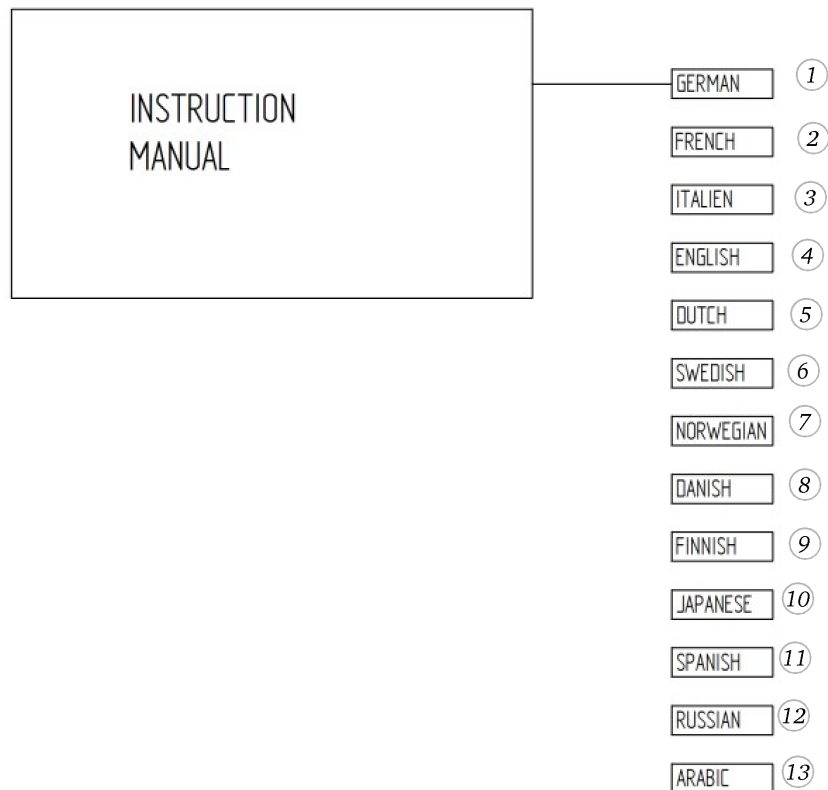 INSTRUCTION
MANUAL
GERMAN 1
FRENCH 2
ITALIEN 3
ENGLISH 4
DUTCH 5
SWEDISH 6
NORWEGIAN 7
DANISH 8
FINNISH 9
JAPANESE 10
SPANISH 11
RUSSIAN 12
ARABIC 13